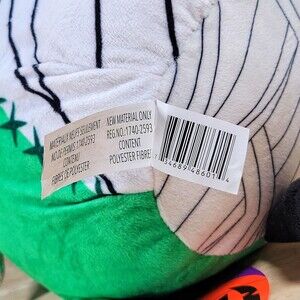 MATERIAUX NEUFS SEULEMENT
NO. DE PERMIS: 1740-2593
CONTENU
FIBRES DE POLYESTER
NEW MATERIAL ONLY
REG.NO.: 1740-2593
CONTENT
POLYESTER FIBRE